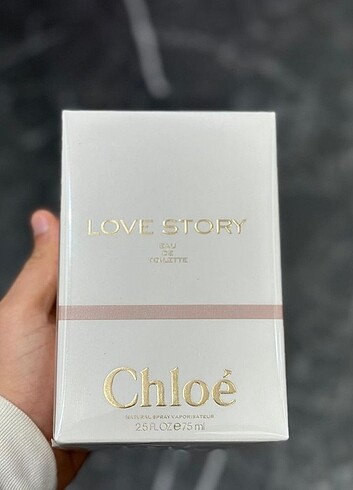 LOVE STORY
EAU
DE
TOILETTE
Chloé
NATURAL SPRAY VAPORISATEUR
2.5 FL.OZ℮75 ml